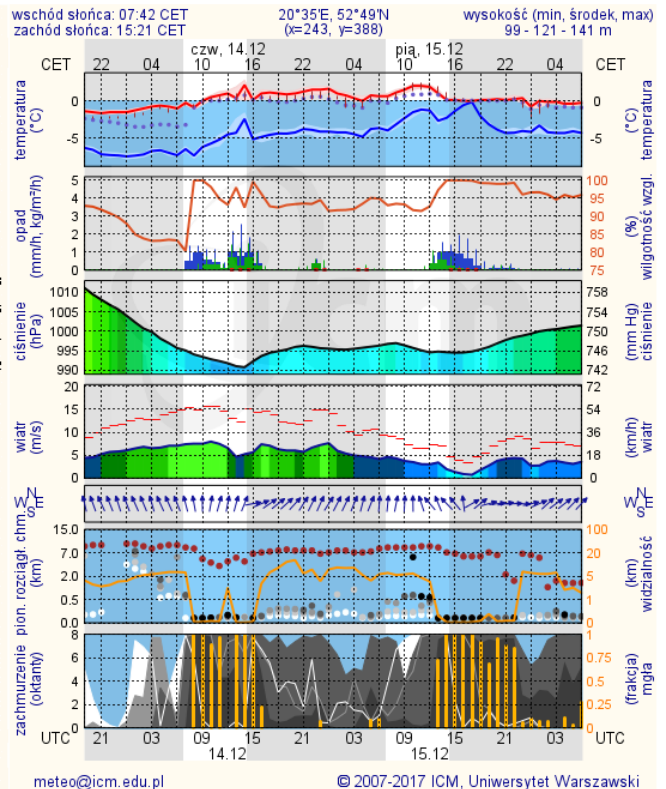 wschód słońca: 07:42 CET 20°35'E, 52°49'N wysokość (min, środek, max)
zachód słońca: 15:21 CET (x=243, y=388) 99 - 121 - 141 m
czw, 14.12 pią, 15.12
CET 22 04 10 16 22 04 10 16 22 04 CET
temperatura (°C) 0 -5 0 -5 temperatura (°C)
opad (mm/h, kg/m²/h) 5 4 3 2 1 0 100 95 90 85 80 75 (%) wilgotność wzgl.
ciśnienie (hPa) 1010 1005 1000 995 990 758 754 750 746 742 (mm Hg) ciśnienie
wiatr (m/s) 20 15 10 5 0 72 54 36 18 0 (km/h) wiatr
N W E S N W E S
pion. rozciągł. chm. (km) 15.0 7.0 2.0 0.5 0.0 100 20 5 1 0 (km) widzialność
zachmurzenie (oktanty) 8 6 4 2 0 1 0.75 0.5 0.25 0 (frakcja) mgła
UTC 21 03 09 15 21 03 09 15 21 03 UTC
14.12 15.12
meteo@icm.edu.pl © 2007-2017 ICM, Uniwersytet Warszawski